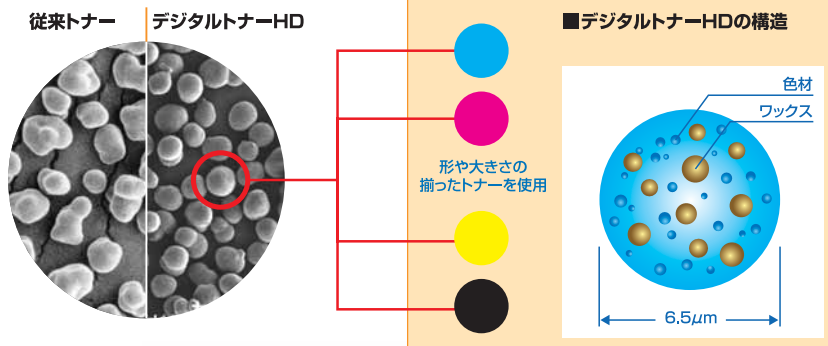 従来トナー
デジタルトナーHD
■デジタルトナーHDの構造
色材
ワックス
形や大きさの
揃ったトナーを使用
6.5μm